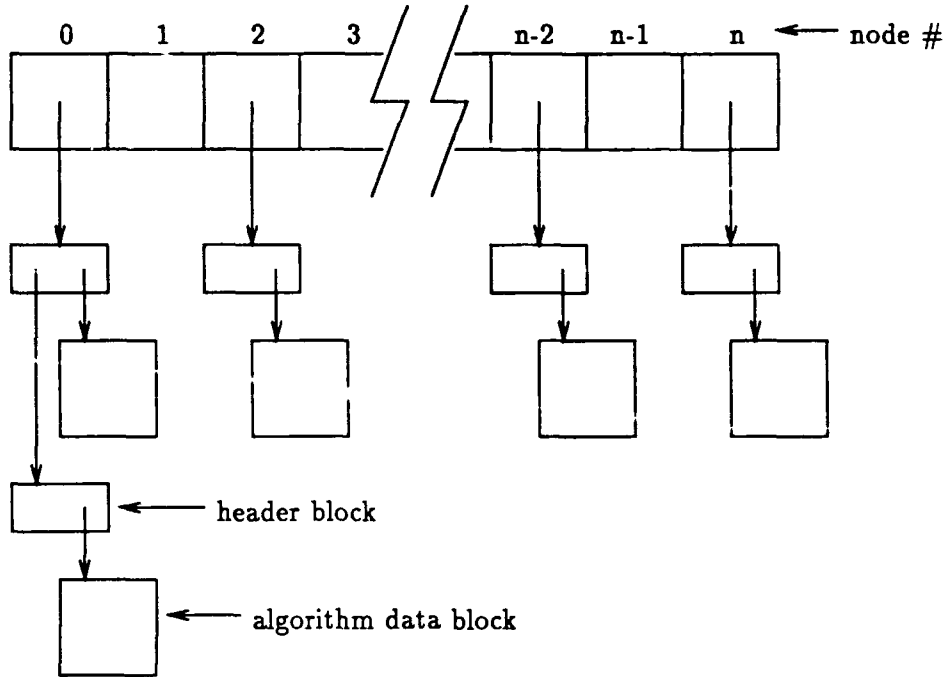 0 1 2 3 n-2 n-1 n node #
header block
algorithm data block